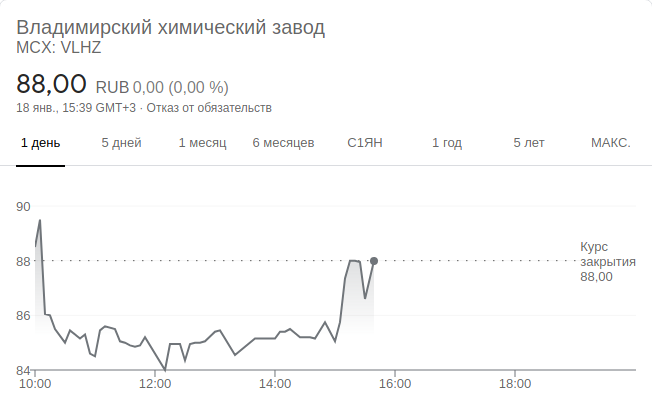 Владимирский химический завод
MCX: VLHZ
88,00 RUB 0,00 (0,00 %)
18 янв., 15:39 GMT+3 · Отказ от обязательств
1 день 5 дней 1 месяц 6 месяцев С1ЯН 1 год 5 лет МАКС.
90
88
86
84
Курс
закрытия
88,00
10:00 12:00 14:00 16:00 18:00